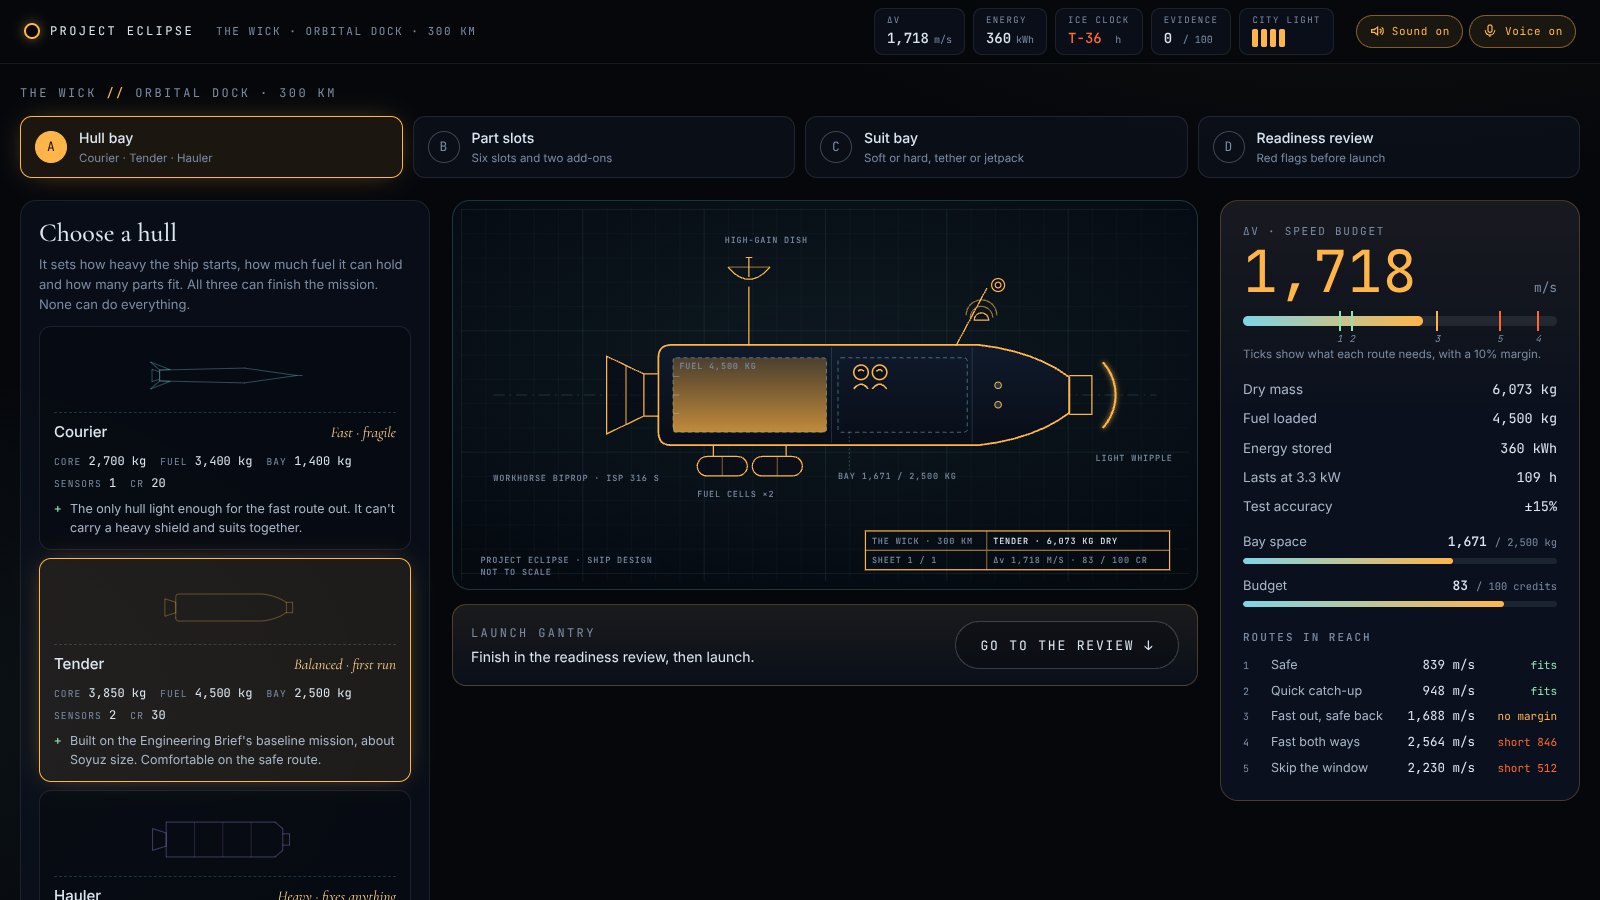 PROJECT ECLIPSE
THE WICK · ORBITAL DOCK · 300 KM
ΔV
1,718 m/s
ENERGY
360 kWh
ICE CLOCK
T-36 h
EVIDENCE
0 / 100
CITY LIGHT
Sound on
Voice on
THE WICK // ORBITAL DOCK · 300 KM
A
Hull bay
Courier · Tender · Hauler
B
Part slots
Six slots and two add-ons
C
Suit bay
Soft or hard, tether or jetpack
D
Readiness review
Red flags before launch
Choose a hull
It sets how heavy the ship starts, how much fuel it can hold
and how many parts fit. All three can finish the mission.
None can do everything.
Courier
Fast · fragile
CORE 2,700 kg FUEL 3,400 kg BAY 1,400 kg
SENSORS 1 CR 20
+ The only hull light enough for the fast route out. It can't
carry a heavy shield and suits together.
Tender
Balanced · first run
CORE 3,850 kg FUEL 4,500 kg BAY 2,500 kg
SENSORS 2 CR 30
+ Built on the Engineering Brief's baseline mission, about
Soyuz size. Comfortable on the safe route.
Hauler
Heavy · fixes anything
HIGH-GAIN DISH
FUEL 4,500 KG
LIGHT WHIPPLE
WORKHORSE BIPROP · ISP 316 S
BAY 1,671 / 2,500 KG
FUEL CELLS ×2
THE WICK · 300 KM
TENDER · 6,073 KG DRY
SHEET 1 / 1
Δv 1,718 M/S · 83 / 100 CR
PROJECT ECLIPSE · SHIP DESIGN
NOT TO SCALE
LAUNCH GANTRY
Finish in the readiness review, then launch.
GO TO THE REVIEW ↓
ΔV · SPEED BUDGET
1,718
m/s
1 2 3 5 4
Ticks show what each route needs, with a 10% margin.
Dry mass 6,073 kg
Fuel loaded 4,500 kg
Energy stored 360 kWh
Lasts at 3.3 kW 109 h
Test accuracy ±15%
Bay space 1,671 / 2,500 kg
Budget 83 / 100 credits
ROUTES IN REACH
1 Safe 839 m/s fits
2 Quick catch-up 948 m/s fits
3 Fast out, safe back 1,688 m/s no margin
4 Fast both ways 2,564 m/s short 846
5 Skip the window 2,230 m/s short 512